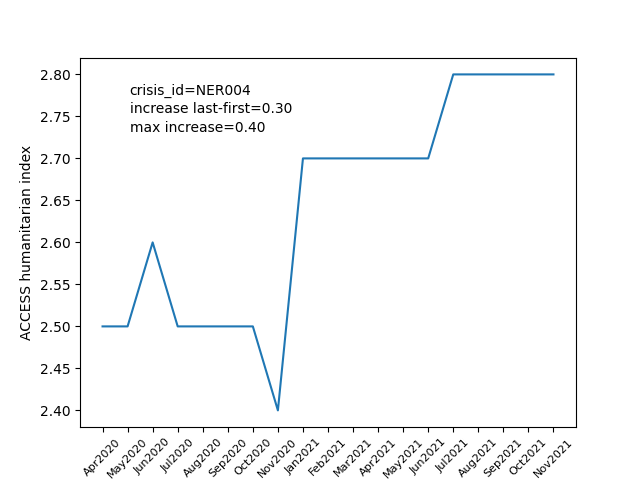 crisis_id=NER004
increase last-first=0.30
max increase=0.40
ACCESS humanitarian index
2.80
2.75
2.70
2.65
2.60
2.55
2.50
2.45
2.40
Apr2020
May2020
Jun2020
Jul2020
Aug2020
Sep2020
Oct2020
Nov2020
Jan2021
Feb2021
Mar2021
Apr2021
May2021
Jun2021
Jul2021
Aug2021
Sep2021
Oct2021
Nov2021